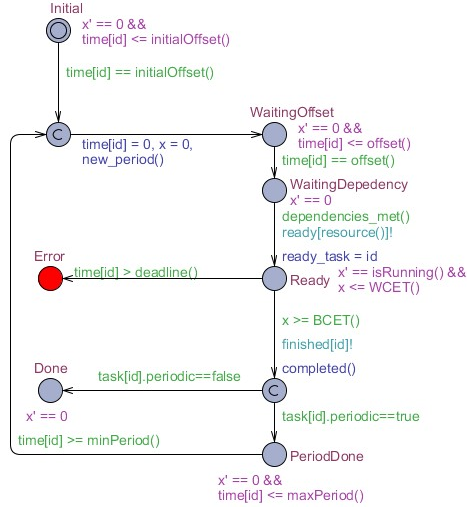 Initial
x' == 0 &&
time[id] <= initialOffset()
time[id] == initialOffset()
C
time[id] = 0, x = 0,
new_period()
WaitingOffset
x' == 0 &&
time[id] <= offset()
time[id] == offset()
WaitingDepedency
x' == 0
dependencies_met()
ready[resource()]!
ready_task = id
Error
time[id] > deadline()
Ready
x' == isRunning() &&
x <= WCET()
x >= BCET()
finished[id]!
completed()
Done
task[id].periodic==false
C
x' == 0
task[id].periodic==true
time[id] >= minPeriod()
PeriodDone
x' == 0 &&
time[id] <= maxPeriod()